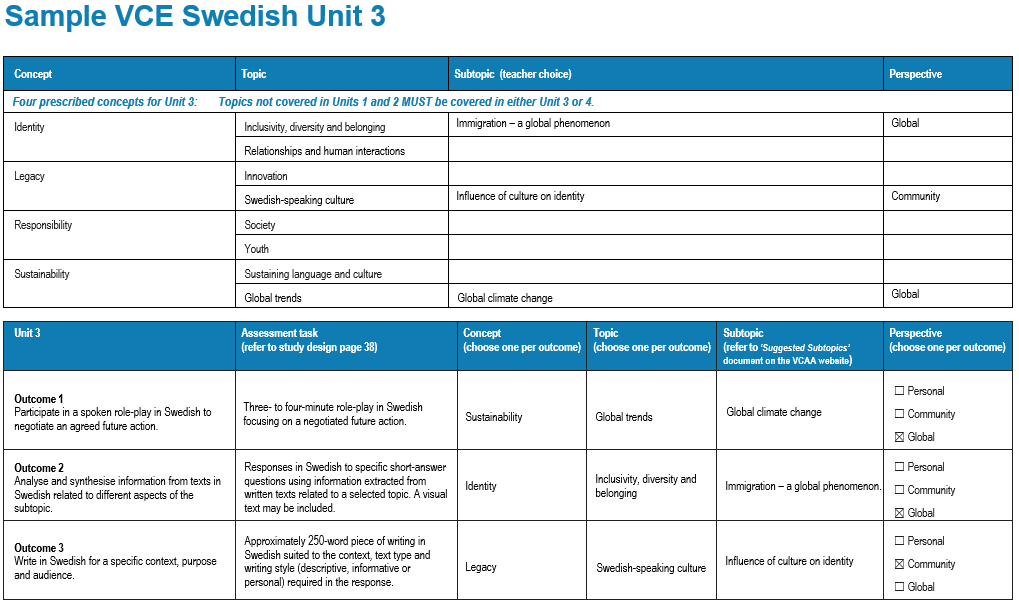 Sample VCE Swedish Unit 3
Concept Topic Subtopic (teacher choice) Perspective
Four prescribed concepts for Unit 3: Topics not covered in Units 1 and 2 MUST be covered in either Unit 3 or 4.
Identity Inclusivity, diversity and belonging Immigration – a global phenomenon Global
Relationships and human interactions
Legacy Innovation
Swedish-speaking culture Influence of culture on identity Community
Responsibility Society
Youth
Sustainability Sustaining language and culture
Global trends Global climate change Global
Unit 3
Assessment task
(refer to study design page 38)
Concept
(choose one per outcome)
Topic
(choose one per outcome)
Subtopic
(refer to 'Suggested Subtopics'
document on the VCAA website)
Perspective
(choose one per outcome)
Outcome 1
Participate in a spoken role-play in Swedish to
negotiate an agreed future action.
Three- to four-minute role-play in Swedish
focusing on a negotiated future action.
Sustainability
Global trends
Global climate change
☐ Personal
☐ Community
☒ Global
Outcome 2
Analyse and synthesise information from texts in
Swedish related to different aspects of the
subtopic.
Responses in Swedish to specific short-answer
questions using information extracted from
written texts related to a selected topic. A visual
text may be included.
Identity
Inclusivity, diversity and
belonging
Immigration – a global phenomenon.
☐ Personal
☐ Community
☒ Global
Outcome 3
Write in Swedish for a specific context, purpose
and audience.
Approximately 250-word piece of writing in
Swedish suited to the context, text type and
writing style (descriptive, informative or
personal) required in the response.
Legacy
Swedish-speaking culture
Influence of culture on identity
☐ Personal
☒ Community
☐ Global